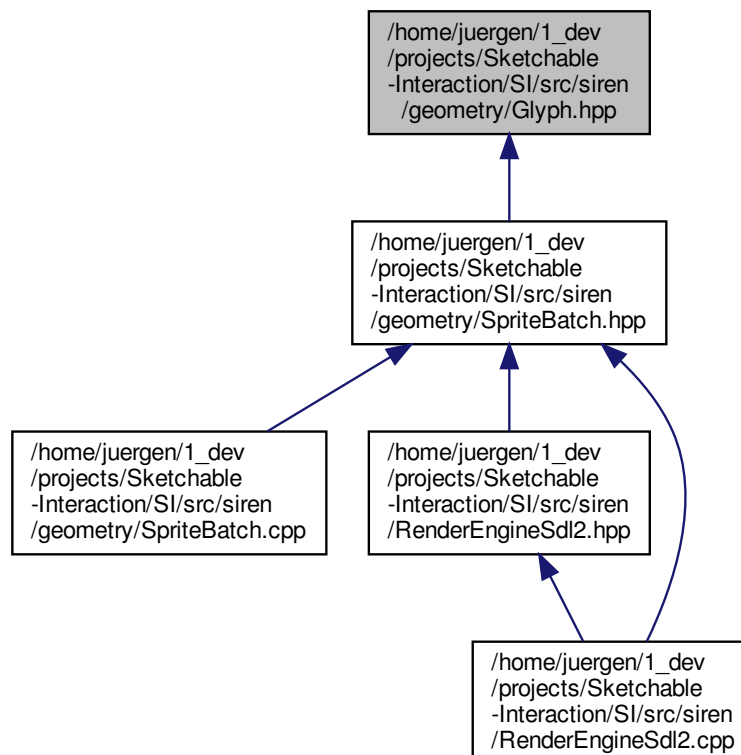 /home/juergen/1_dev
/projects/Sketchable
-Interaction/SI/src/siren
/geometry/Glyph.hpp
/home/juergen/1_dev
/projects/Sketchable
-Interaction/SI/src/siren
/geometry/SpriteBatch.hpp
/home/juergen/1_dev
/projects/Sketchable
-Interaction/SI/src/siren
/geometry/SpriteBatch.cpp
/home/juergen/1_dev
/projects/Sketchable
-Interaction/SI/src/siren
/RenderEngineSdl2.hpp
/home/juergen/1_dev
/projects/Sketchable
-Interaction/SI/src/siren
/RenderEngineSdl2.cpp